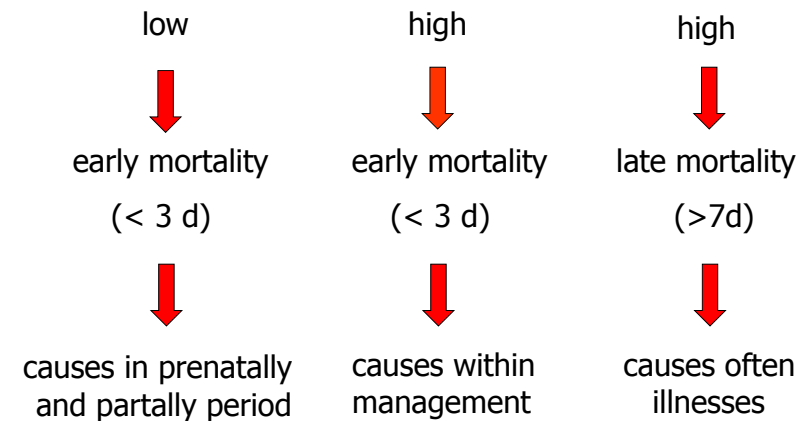 low
early mortality
(< 3 d)
causes in prenatally
and partally period
high
early mortality
(< 3 d)
causes within
management
high
late mortality
(>7d)
causes often
illnesses